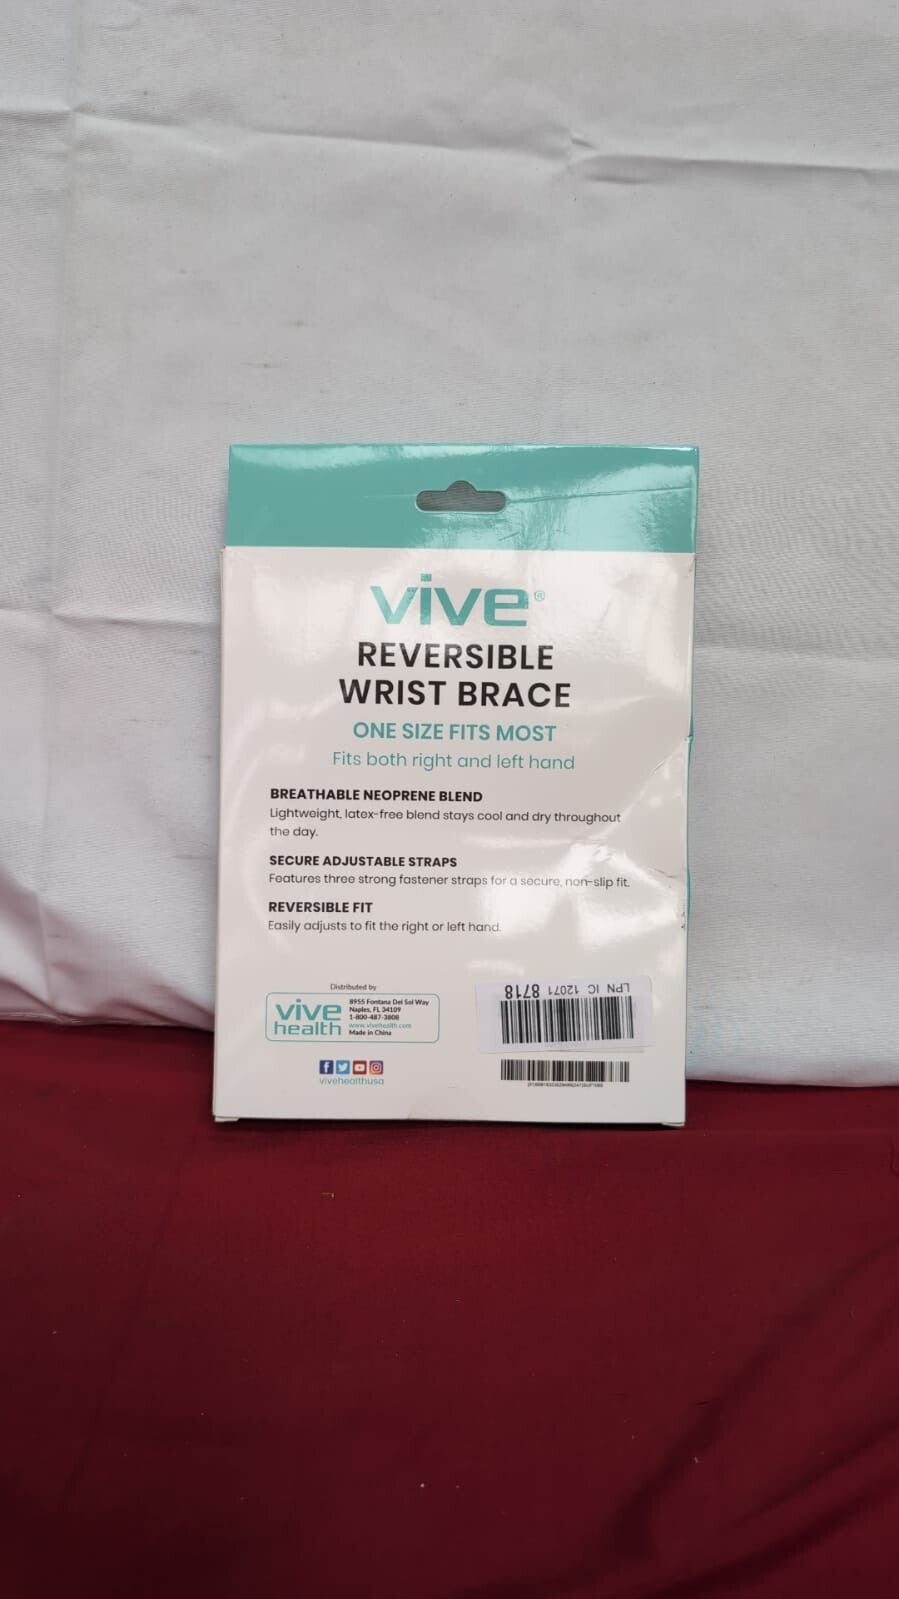 vive®
REVERSIBLE
WRIST BRACE
ONE SIZE FITS MOST
Fits both right and left hand
BREATHABLE NEOPRENE BLEND
Lightweight, latex-free blend stays cool and dry throughout
the day.
SECURE ADJUSTABLE STRAPS
Features three strong fastener straps for a secure, non-slip fit.
REVERSIBLE FIT
Easily adjusts to fit the right or left hand.
Distributed by
vive
health
8955 Fontana Del Sol Way
Naples, FL 34109
1-800-487-3808
www.vivehealth.com
Made in China
vivehealthusa
LPN IC 12071 8718